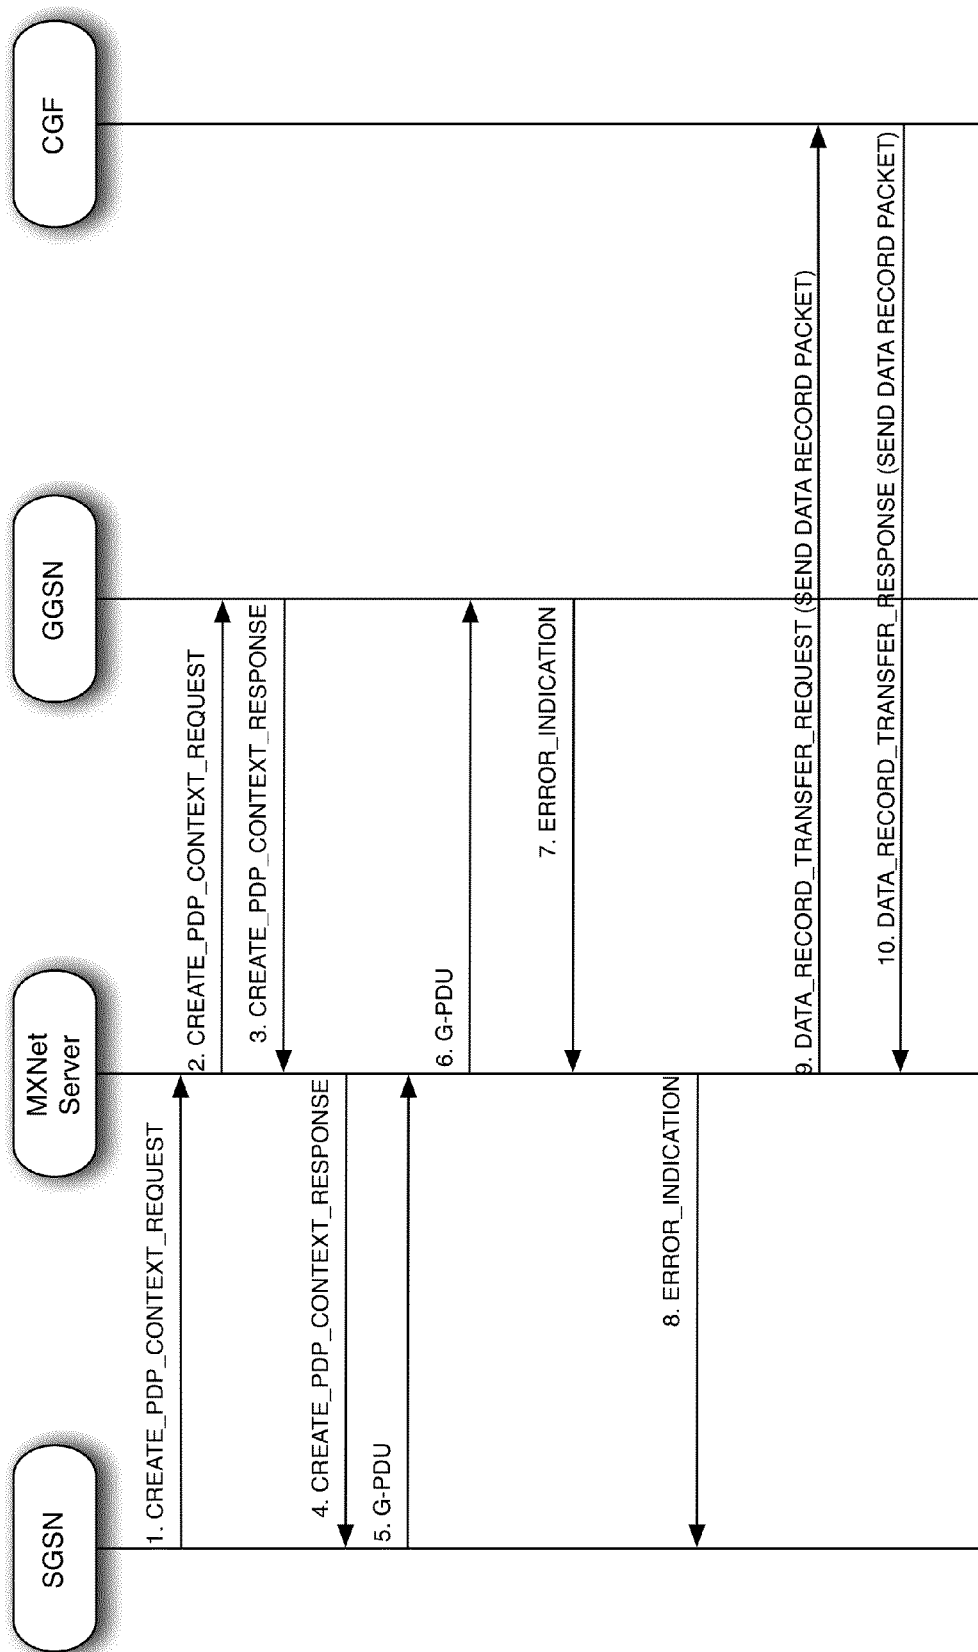 SGSN
MXNet
Server
GGSN
CGF
1. CREATE_PDP_CONTEXT_REQUEST
2. CREATE_PDP_CONTEXT_REQUEST
3. CREATE_PDP_CONTEXT_RESPONSE
4. CREATE_PDP_CONTEXT_RESPONSE
5. G-PDU
6. G-PDU
7. ERROR_INDICATION
8. ERROR_INDICATION
9. DATA_RECORD_TRANSFER_REQUEST (SEND DATA RECORD PACKET)
10. DATA_RECORD_TRANSFER_RESPONSE (SEND DATA RECORD PACKET)